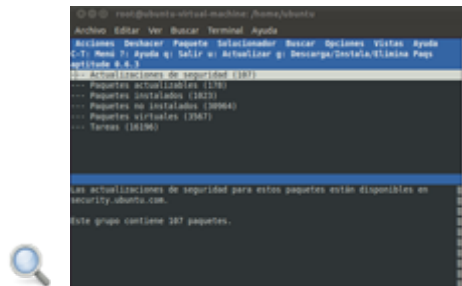 root@ubuntu-virtual-machine: /home/ubuntu
Archivo Editar Ver Buscar Terminal Ayuda
Acciones Deshacer Paquete Solucionador Buscar Opciones Vistas Ayuda
C-T: Menú ?: Ayuda q: Salir u: Actualizar g: Descarga/Instala/Elimina Paqs
aptitude 0.6.3
--- Actualizaciones de seguridad (107)
--- Paquetes actualizables (178)
--- Paquetes instalados (1823)
--- Paquetes no instalados (30964)
--- Paquetes virtuales (3567)
--- Tareas (16196)
Las actualizaciones de seguridad para estos paquetes están disponibles en
security.ubuntu.com.
Este grupo contiene 107 paquetes.